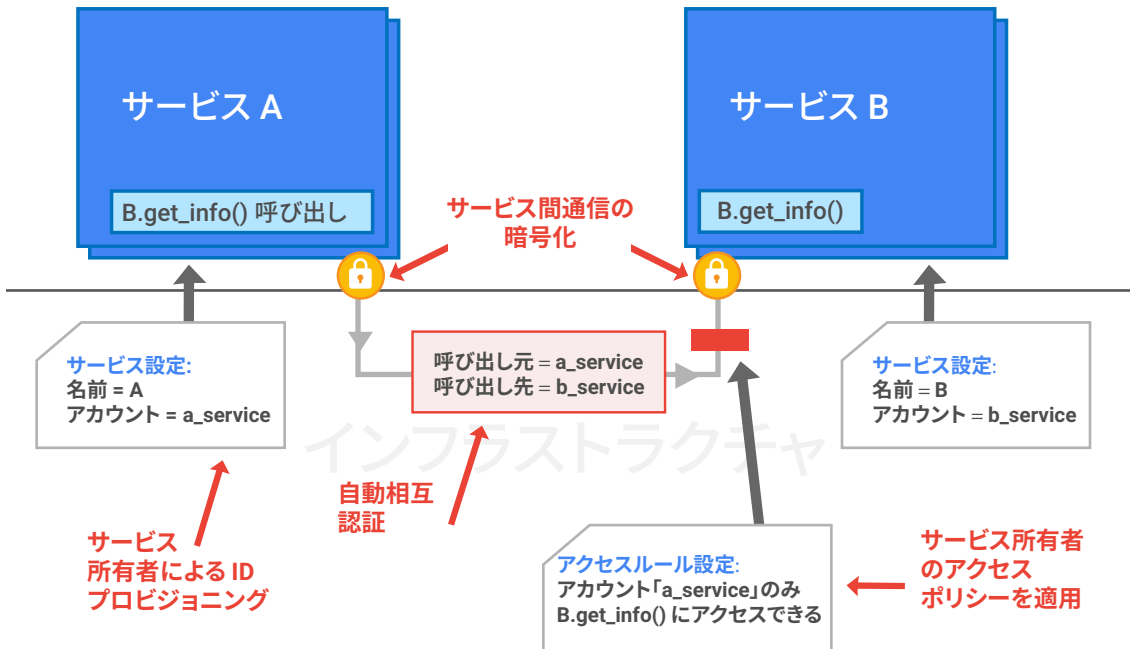 サービス A
サービス B
B.get_info() 呼び出し
B.get_info()
サービス間通信の
暗号化
サービス設定:
名前 = A
アカウント = a_service
呼び出し元 = a_service
呼び出し先 = b_service
サービス設定:
名前 = B
アカウント = b_service
インフラストラクチャ
自動相互
認証
サービス
所有者による ID
プロビジョニング
アクセスルール設定:
アカウント「a_service」のみ
B.get_info() にアクセスできる
サービス所有者
のアクセス
ポリシーを適用